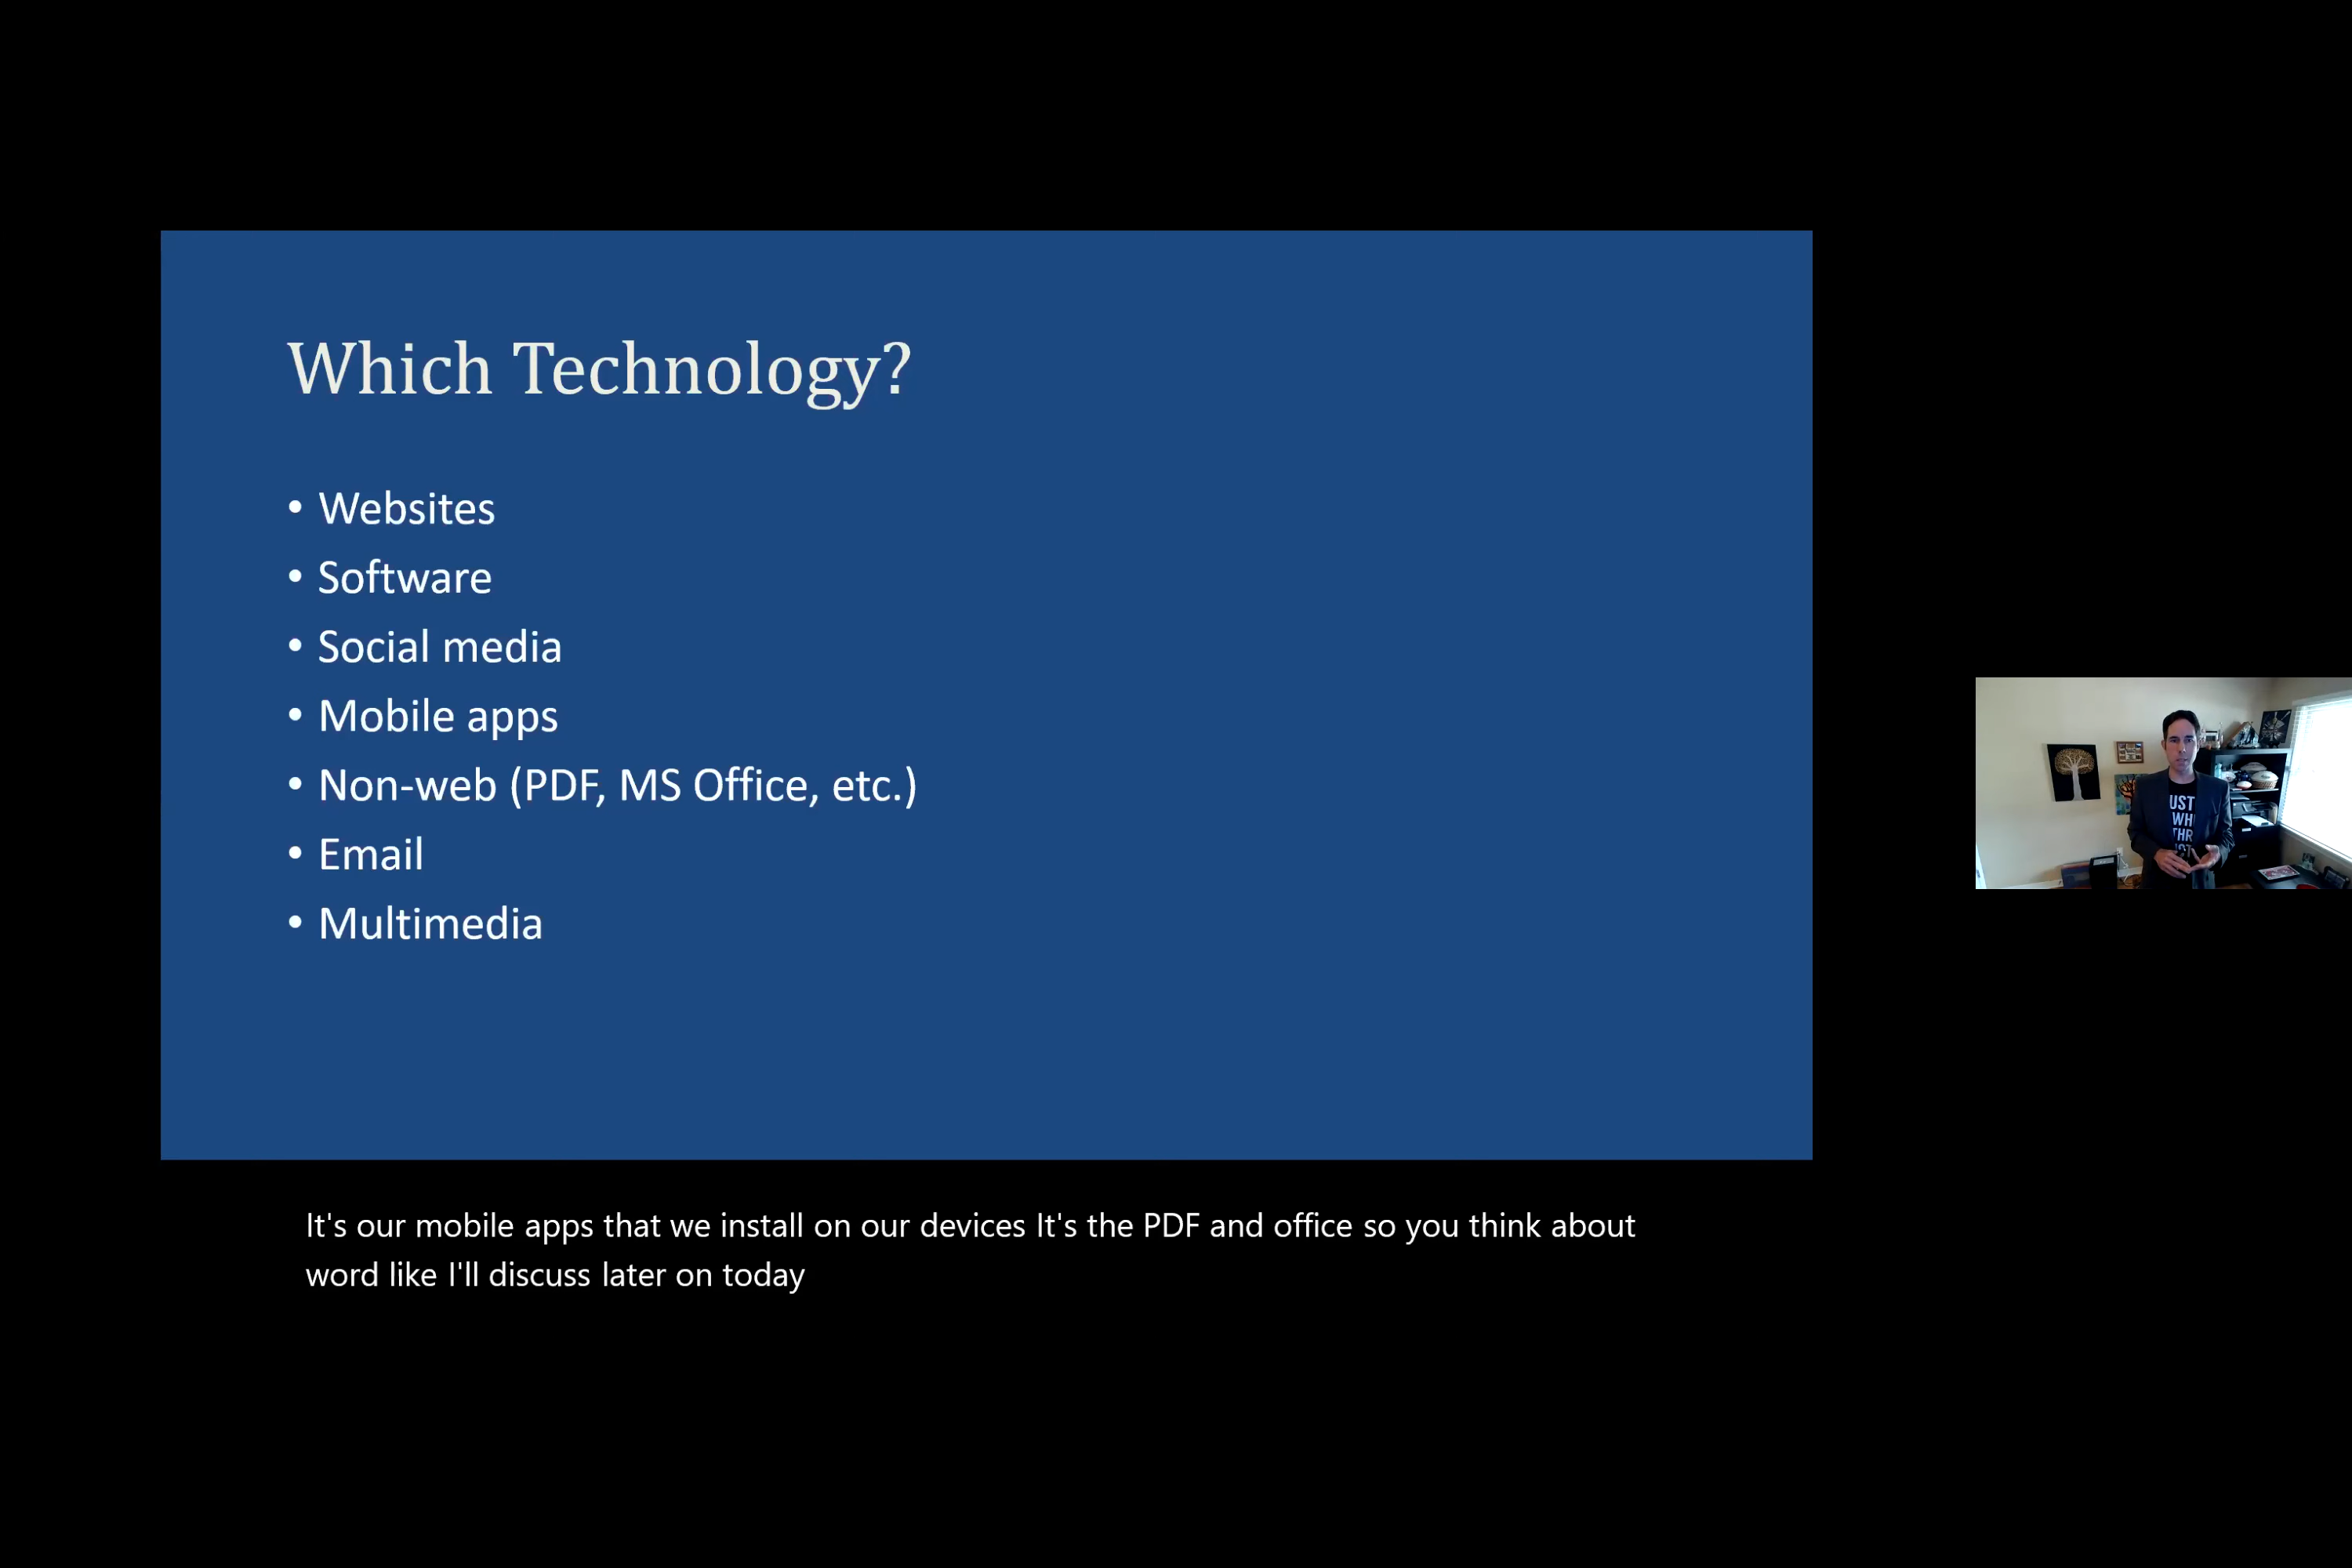 Which Technology?
• Websites
• Software
• Social media
• Mobile apps
• Non-web (PDF, MS Office, etc.)
• Email
• Multimedia
It's our mobile apps that we install on our devices It's the PDF and office so you think about
word like I'll discuss later on today